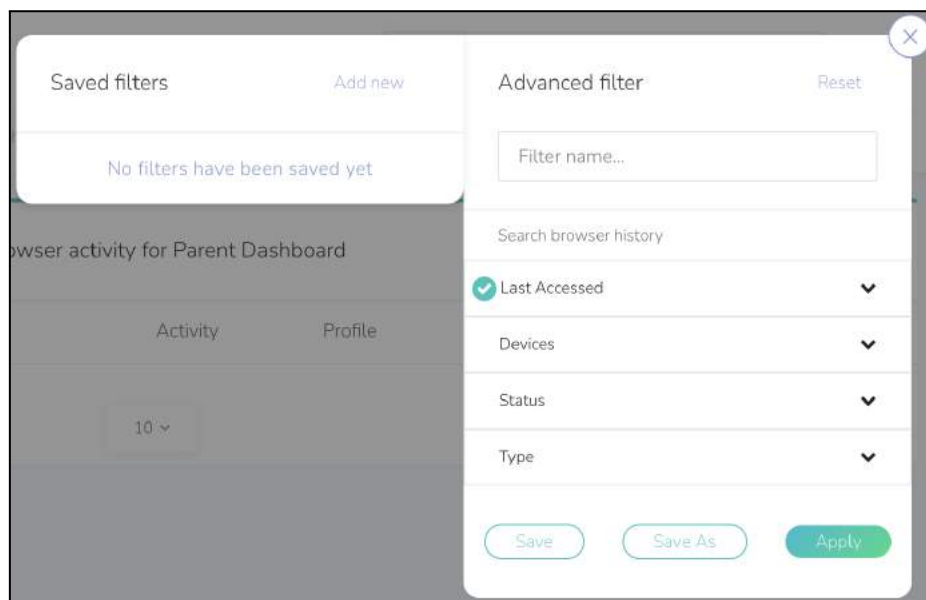 Saved filters
Add new
No filters have been saved yet
Advanced filter
Reset
Filter name...
Search browser history
Last Accessed
Devices
Status
Type
Save
Save As
Apply
owser activity for Parent Dashboard
Activity
Profile
10